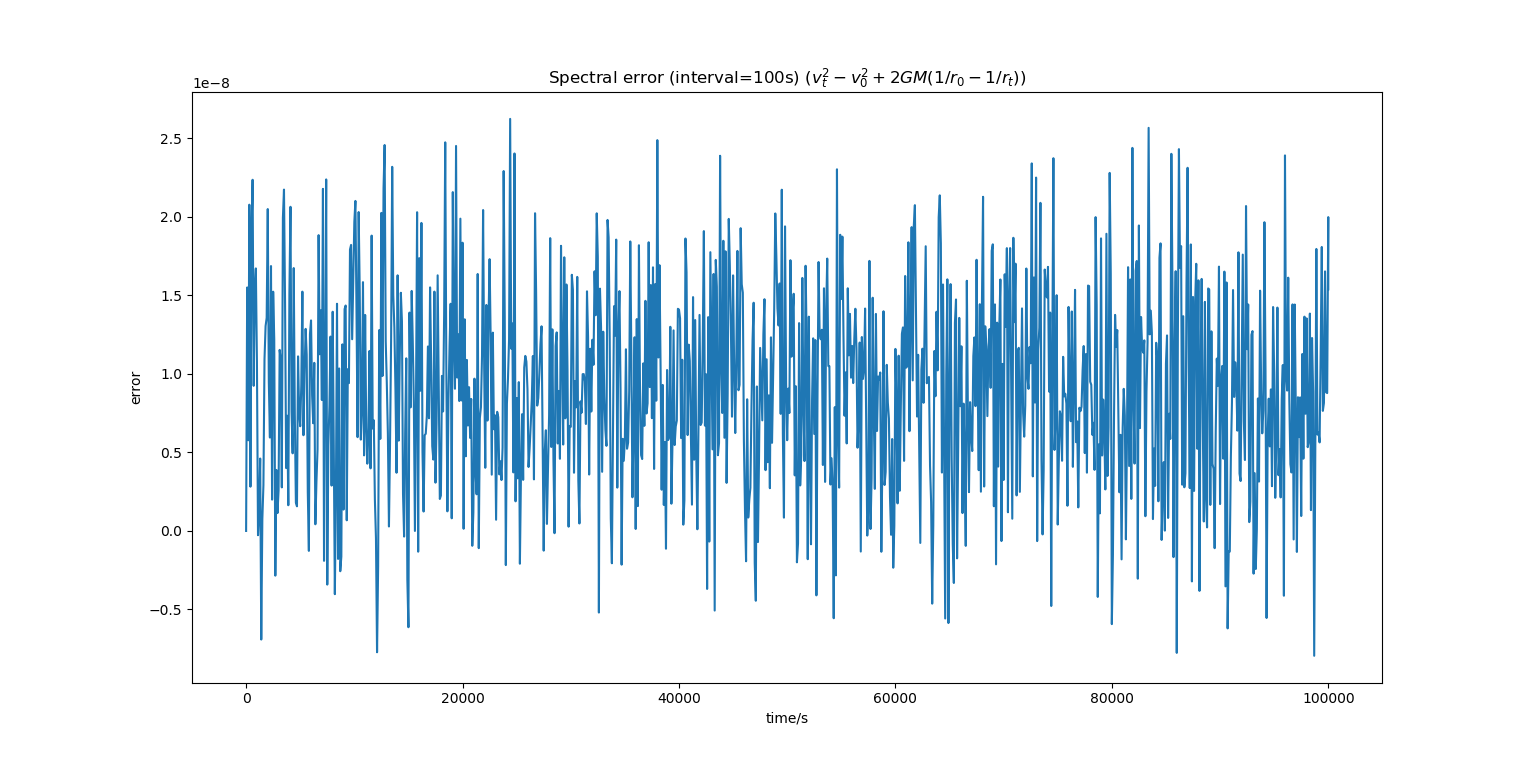 Spectral error (interval=100s) ($v_t^2 - v_0^2 + 2GM(1/r_0 - 1/r_t)$)
1e−8
2.5
2.0
1.5
1.0
0.5
0.0
−0.5
error
0 20000 40000 60000 80000 100000
time/s